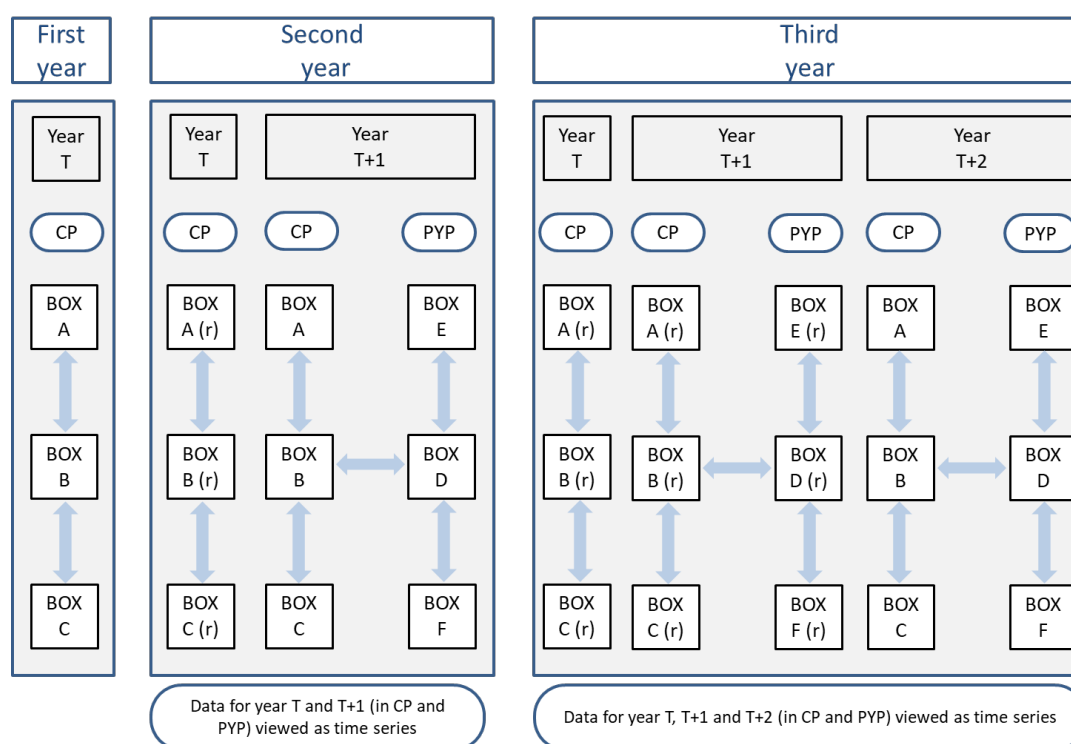 First
year
Second
year
Third
year
Year
T
Year
T
Year
T+1
Year
T
Year
T+1
Year
T+2
CP
CP
CP
PYP
CP
CP
PYP
CP
PYP
BOX
A
BOX
A (r)
BOX
A
BOX
E
BOX
A (r)
BOX
A (r)
BOX
E (r)
BOX
A
BOX
E
BOX
B
BOX
B (r)
BOX
B
BOX
D
BOX
B (r)
BOX
B (r)
BOX
D (r)
BOX
B
BOX
D
BOX
C
BOX
C (r)
BOX
C
BOX
F
BOX
C (r)
BOX
C (r)
BOX
F (r)
BOX
C
BOX
F
Data for year T and T+1 (in CP and
PYP) viewed as time series
Data for year T, T+1 and T+2 (in CP and PYP) viewed as time series